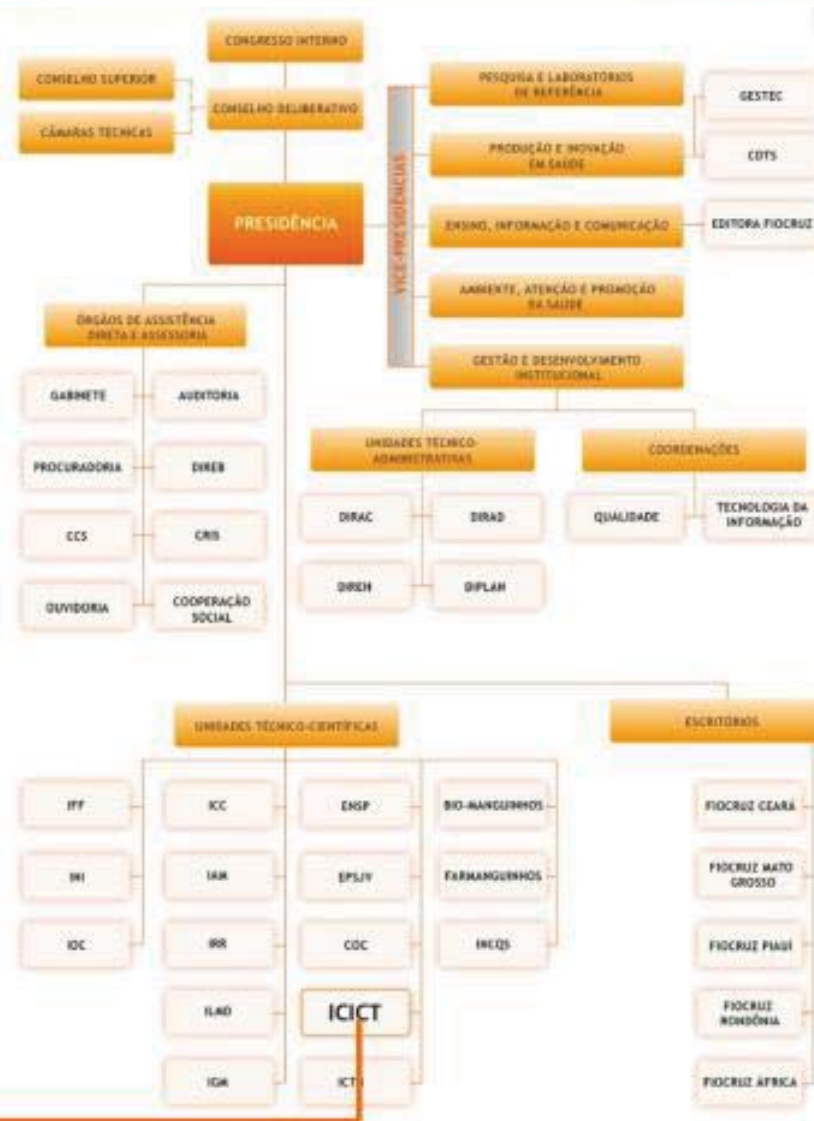 CONGRESSO INTERNO
CONSELHO SUPERIOR
CONSELHO DELIBERATIVO
CÂMARAS TÉCNICAS
PRESIDÊNCIA
VICE-PRESIDÊNCIAS
PESQUISA E LABORATÓRIOS
DE REFERÊNCIA
GESTEC
PRODUÇÃO E INOVAÇÃO
EM SAÚDE
CDTS
ENSINO, INFORMAÇÃO E COMUNICAÇÃO
EDITORA FIOCRUZ
AMBIENTE, ATENÇÃO E PROMOÇÃO
DA SAÚDE
GESTÃO E DESENVOLVIMENTO
INSTITUCIONAL
ÓRGÃOS DE ASSISTÊNCIA
DIRETA E ASSESSORIA
GABINETE
AUDITORIA
PROCURADORIA
DIREB
CCS
CRIS
OUVIDORIA
COOPERAÇÃO
SOCIAL
UNIDADES TÉCNICO-
ADMINISTRATIVAS
COORDENAÇÕES
DIRAC
DIRAD
QUALIDADE
TECNOLOGIA DA
INFORMAÇÃO
DIREH
DIPLAN
UNIDADES TÉCNICO-CIENTÍFICAS
ESCRITÓRIOS
IFF
ICC
ENSP
BIO-MANGUINHOS
FIOCRUZ CEARÁ
INI
IAM
EPSJV
FARMANGUINHOS
FIOCRUZ MATO
GROSSO
IOC
IRR
COC
INCQS
FIOCRUZ PIAUÍ
ILMD
ICICT
FIOCRUZ
RONDÔNIA
IGM
FIOCRUZ ÁFRICA